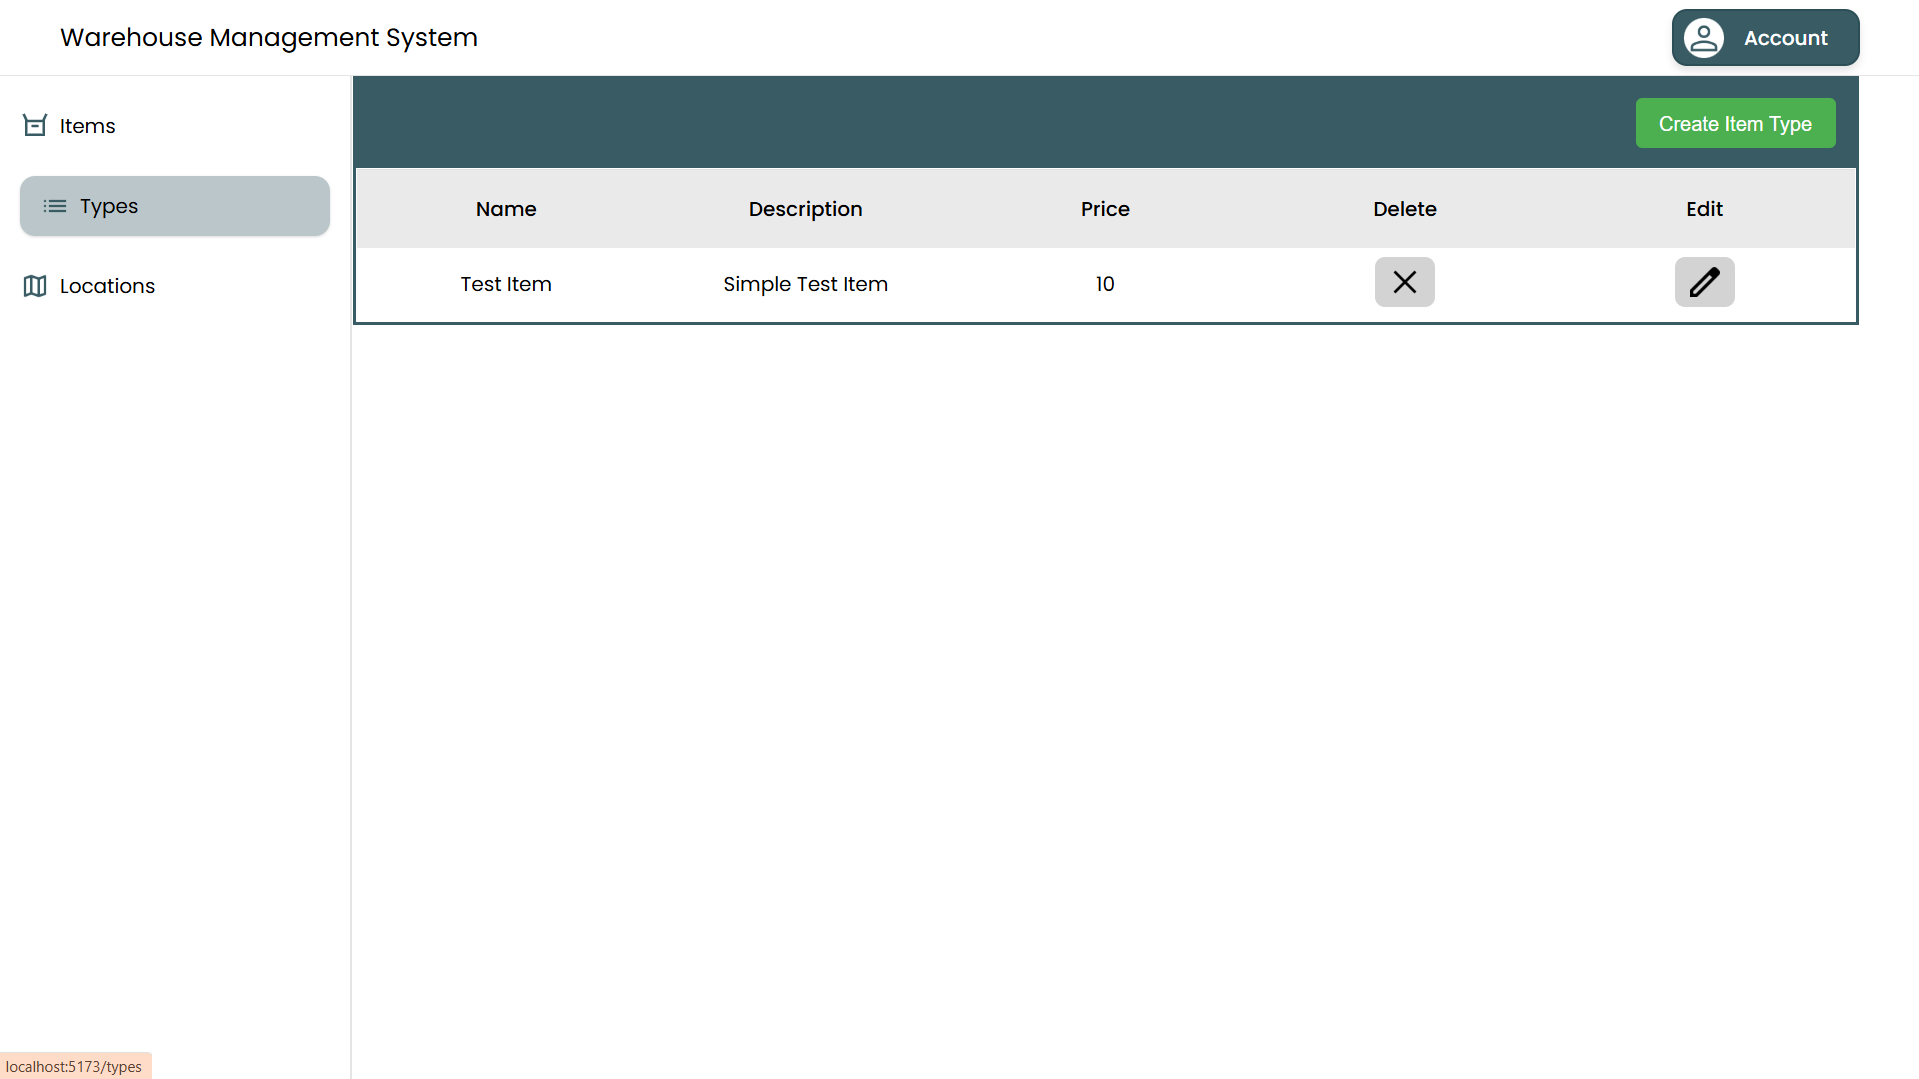 Warehouse Management System
Account
Items
Types
Locations
Create Item Type
Name Description Price Delete Edit
Test Item Simple Test Item 10
localhost:5173/types